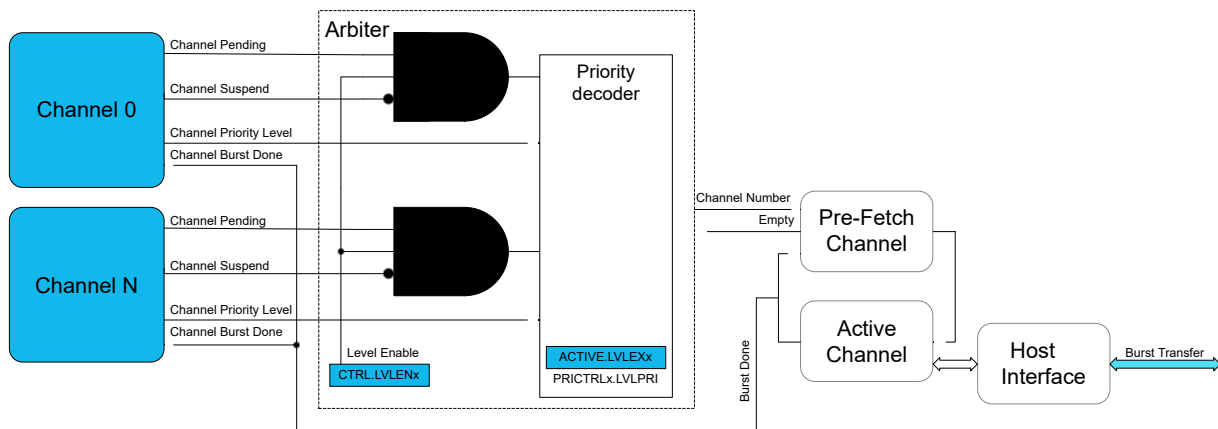 Arbiter
Channel 0
Channel Pending
Channel Suspend
Channel Priority Level
Channel Burst Done
Priority
decoder
Channel N
Channel Pending
Channel Suspend
Channel Priority Level
Channel Burst Done
Level Enable
CTRL.LVLENx
ACTIVE.LVLEXx
PRICTRLx.LVLPRI
Channel Number
Empty
Pre-Fetch
Channel
Active
Channel
Burst Done
Host
Interface
Burst Transfer